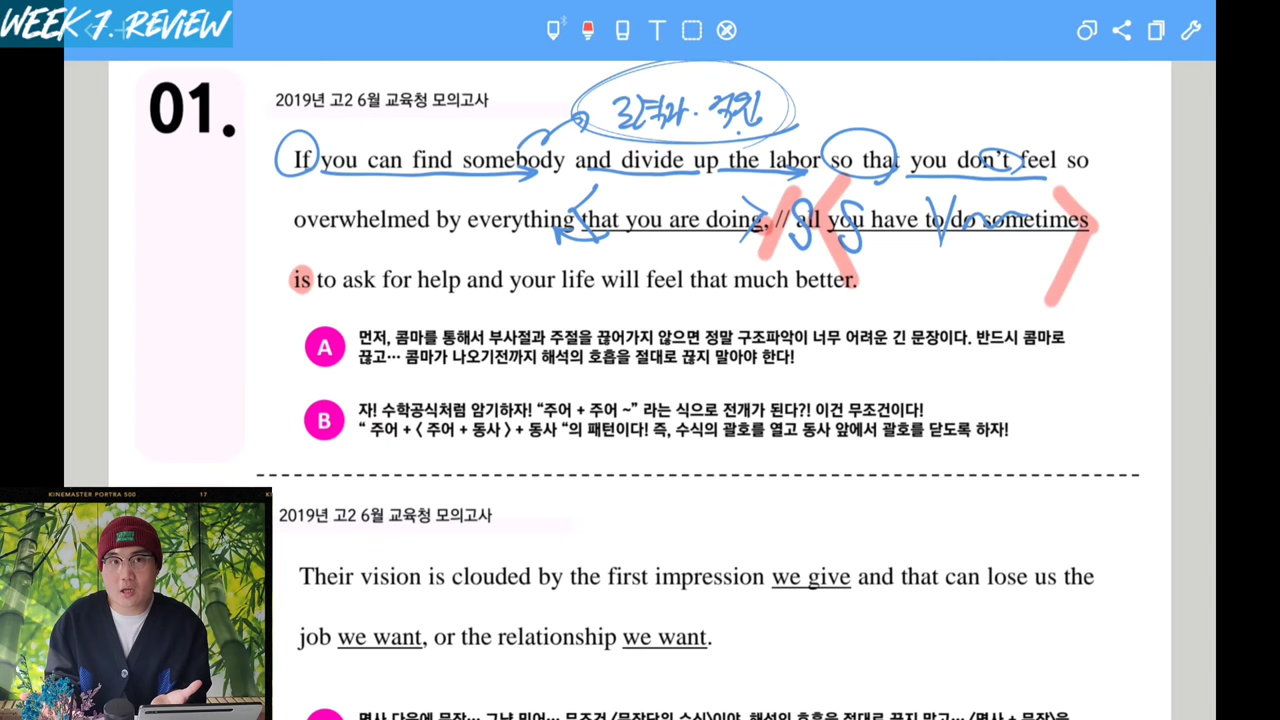 WEEK 7. REVIEW
01.
2019년 고2 6월 교육청 모의고사
If you can find somebody and divide up the labor so that you don't feel so
overwhelmed by everything that you are doing, // all you have to do sometimes
is to ask for help and your life will feel that much better.
A 먼저, 콤마를 통해서 부사절과 주절을 끊어가지 않으면 정말 구조파악이 너무 어려운 긴 문장이다. 반드시 콤마로
끊고… 콤마가 나오기전까지 해석의 호흡을 절대로 끊지 말아야 한다!
B 자! 수학공식처럼 암기하자! “주어 + 주어 ~” 라는 식으로 전개가 된다?! 이건 무조건이다!
“ 주어 + < 주어 + 동사 > + 동사 “의 패턴이다! 즉, 수식의 괄호를 열고 동사 앞에서 괄호를 닫도록 하자!
KINEMASTER PORTRA 500 17 K
2019년 고2 6월 교육청 모의고사
Their vision is clouded by the first impression we give and that can lose us the
job we want, or the relationship we want.